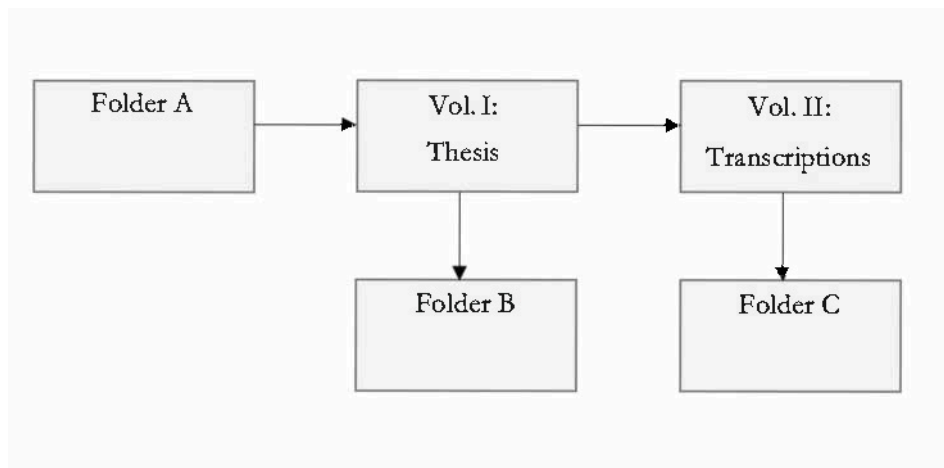 Folder A
Vol. I:
Thesis
Vol. II:
Transcriptions
Folder B
Folder C